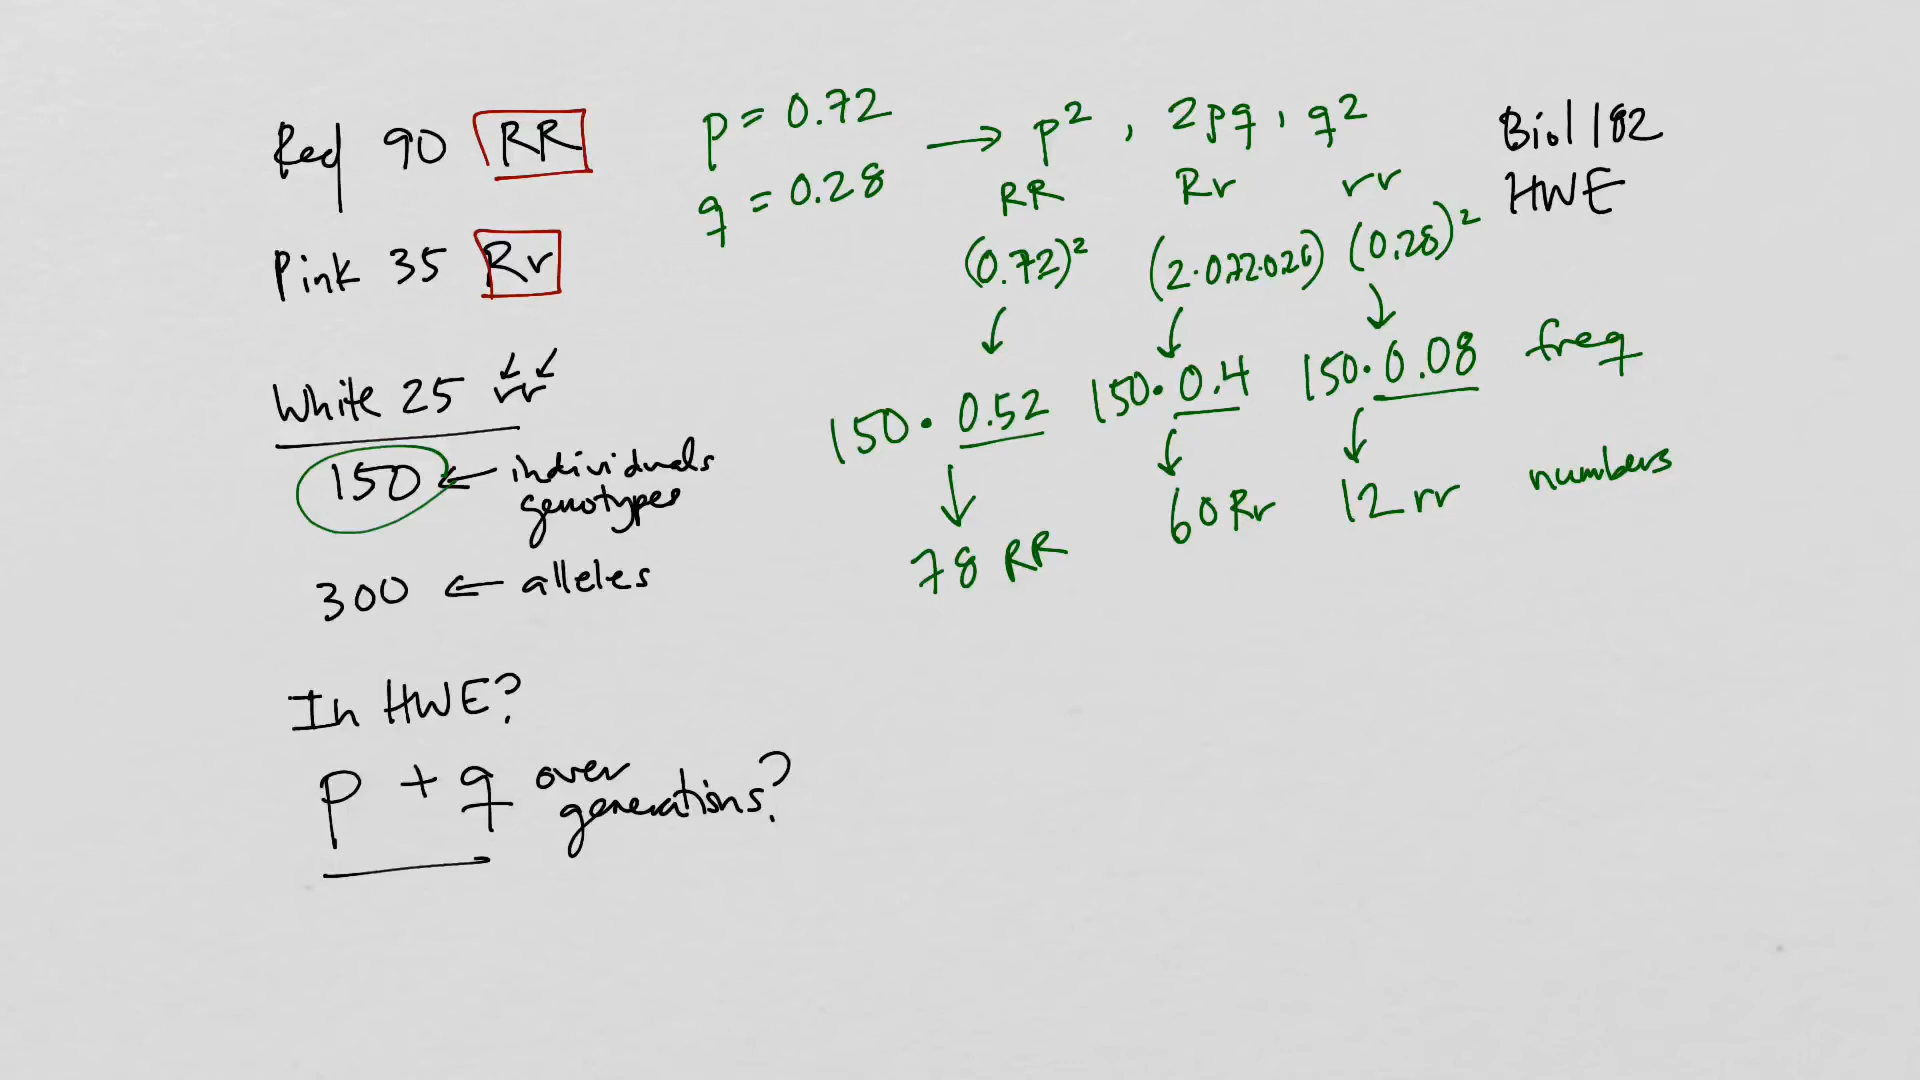 Red 90 RR
Pink 35 Rr
White 25 rr
150 ← individuals
genotypes
300 ← alleles
In HWE?
p + q over
generations?
p = 0.72
q = 0.28
→ p², 2pq, q2
RR Rr rr
(0.72)² (2·0.72·0.28) (0.28)²
150·0.52 150·0.4 150·0.08 freq
78 RR 60 Rr 12 rr numbers
Biol 182
HWE